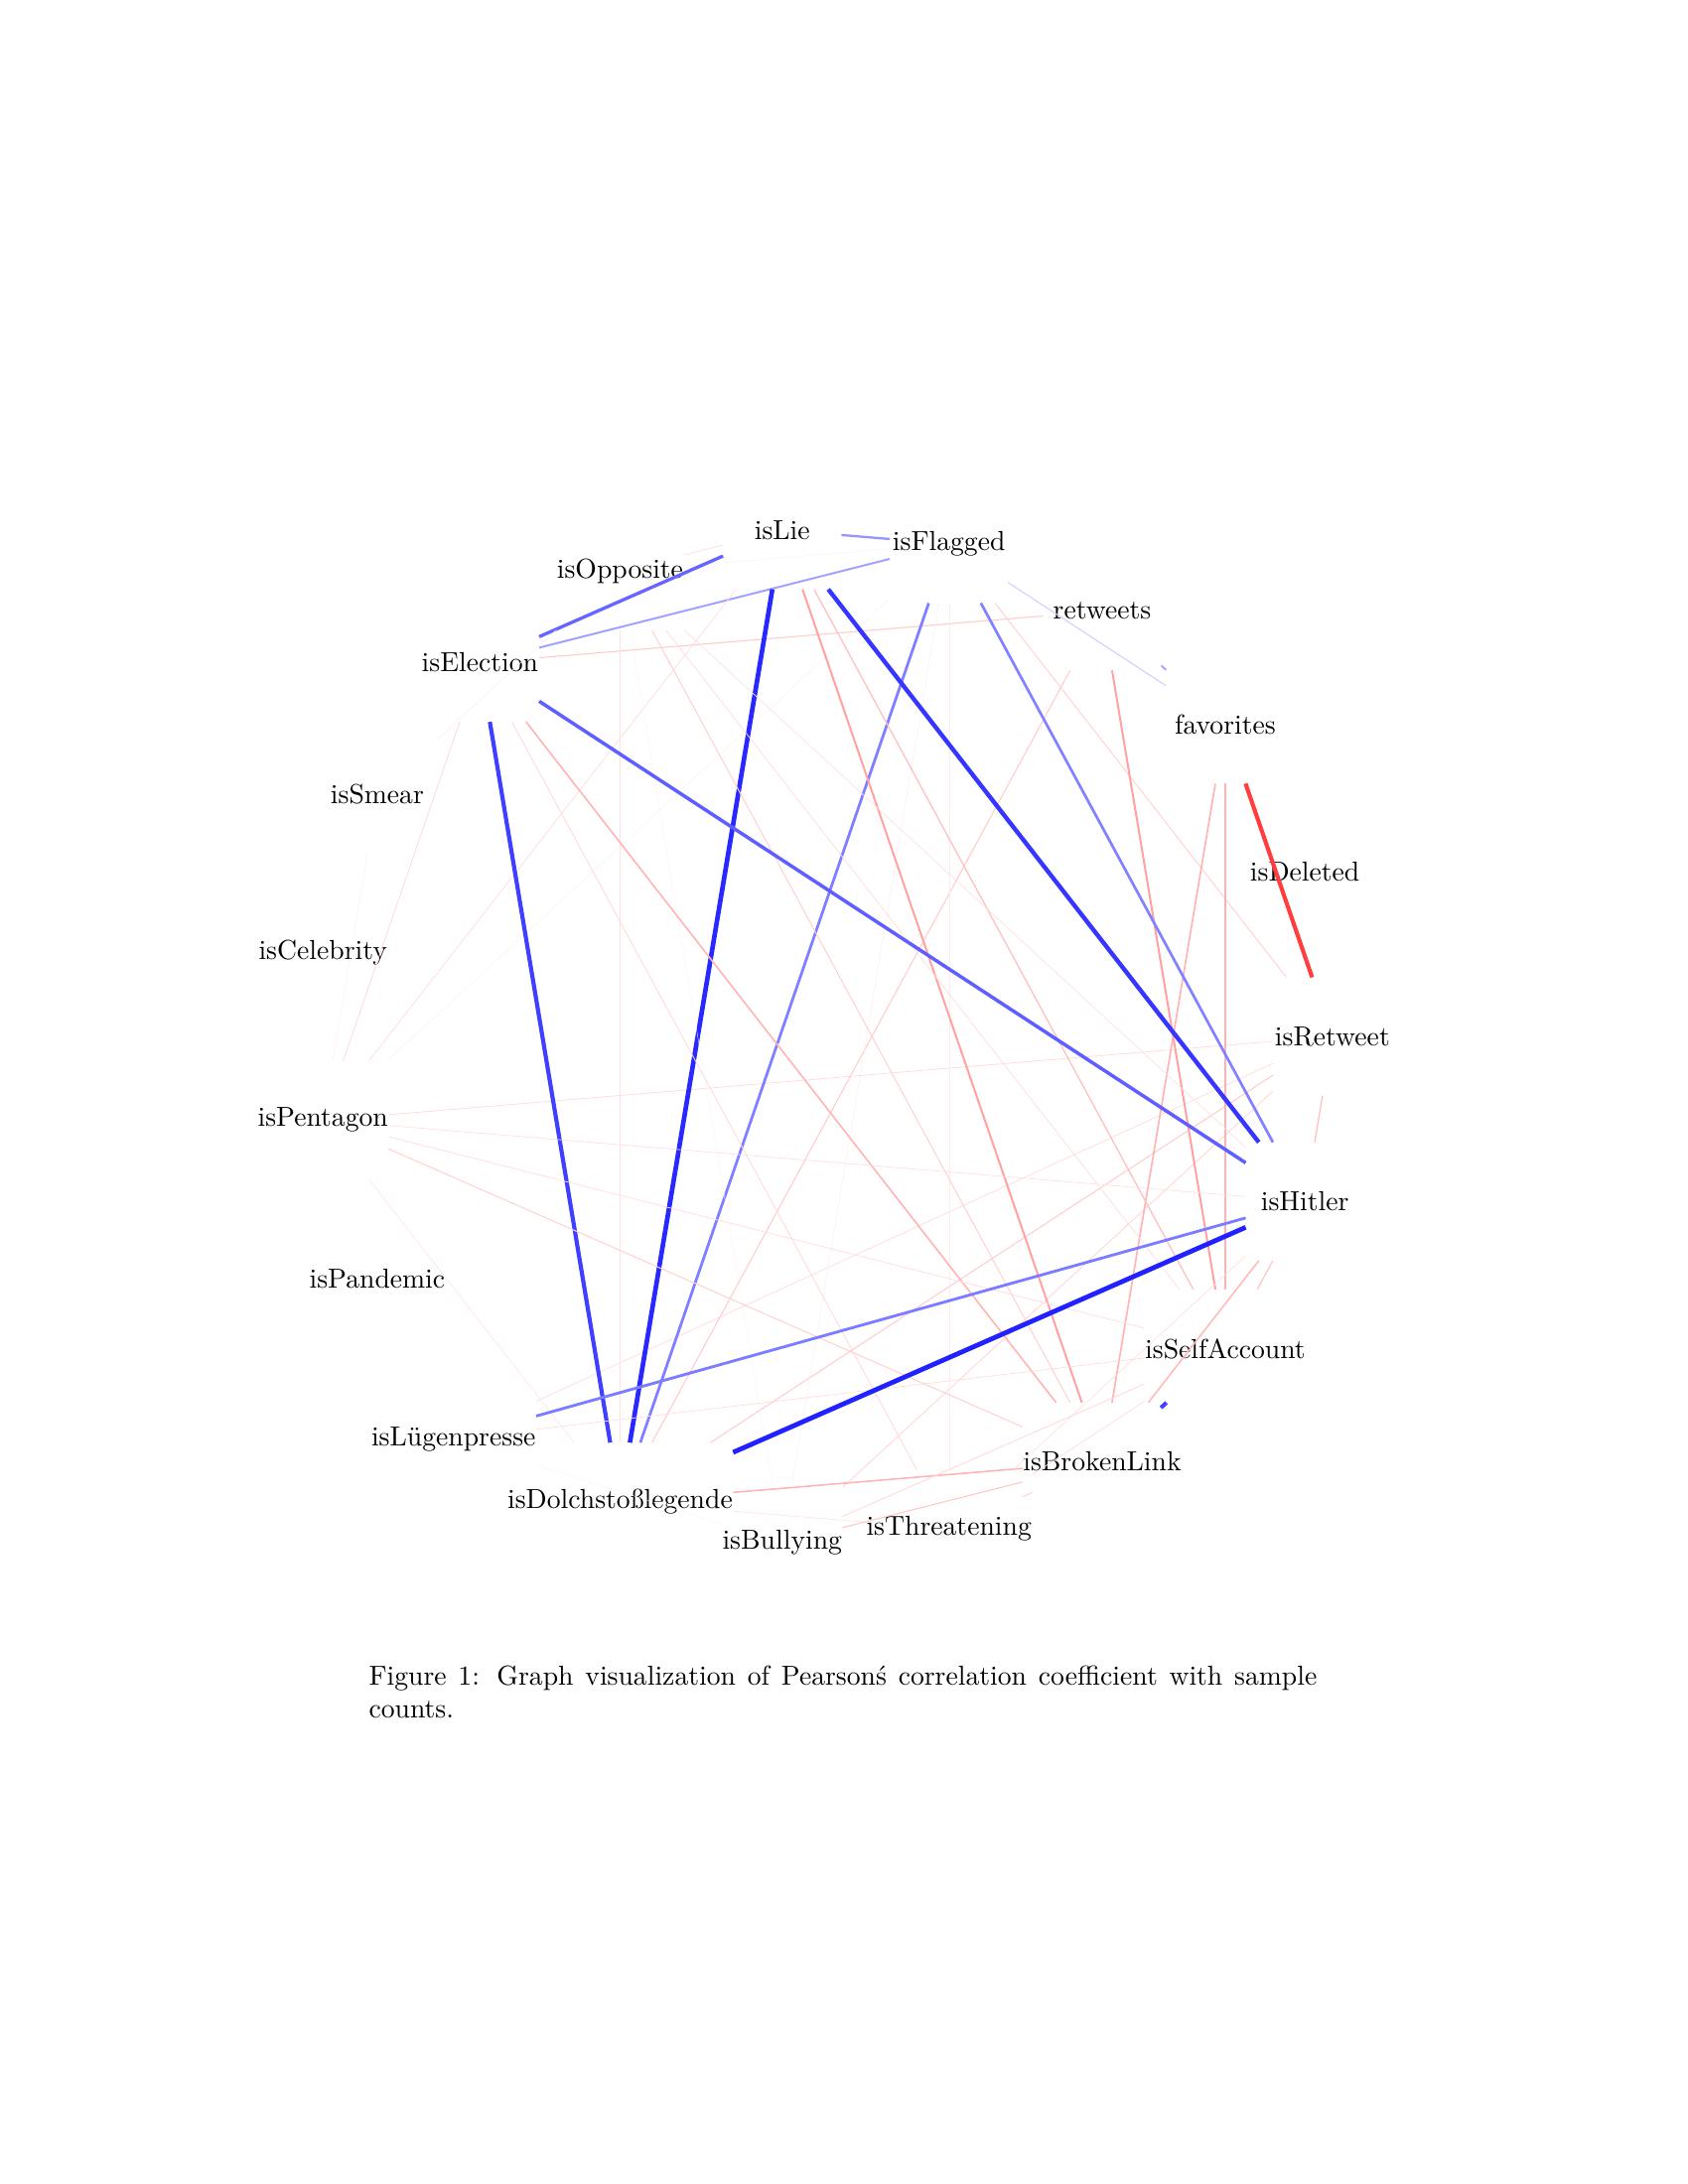 isLie
isFlagged
isOpposite
retweets
isElection
favorites
isSmear
isDeleted
isCelebrity
isRetweet
isPentagon
isHitler
isPandemic
isSelfAccount
isLügenpresse
isBrokenLink
isDolchstoßlegende
isThreatening
isBullying
Figure 1: Graph visualization of Pearsonś correlation coefficient with sample
counts.